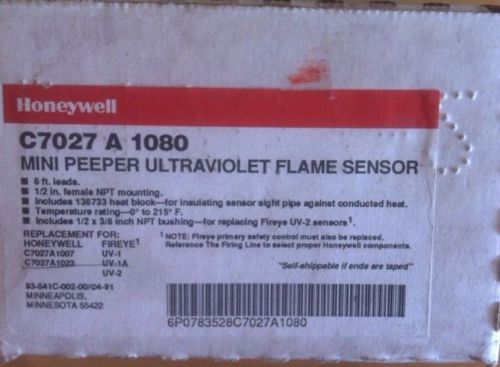 Honeywell
C7027 A 1080
MINI PEEPER ULTRAVIOLET FLAME SENSOR
■ 6 ft. leads.
■ 1/2 in. female NPT mounting.
■ Includes 136733 heat block—for insulating sensor sight pipe against conducted heat.
■ Temperature rating—0° to 215° F.
■ Includes 1/2 x 3/8 inch NPT bushing—for replacing Fireye UV-2 sensors¹.
REPLACEMENT FOR:
HONEYWELL FIREYE¹
C7027A1007 UV-1
C7027A1023 UV-1A
UV-2
¹ NOTE: Fireye primary safety control must also be replaced.
Reference The Firing Line to select proper Honeywell components.
"Self-shippable if ends are taped"
93-541C-002-00/04-91
MINNEAPOLIS,
MINNESOTA 55422
6P0783528C7027A1080